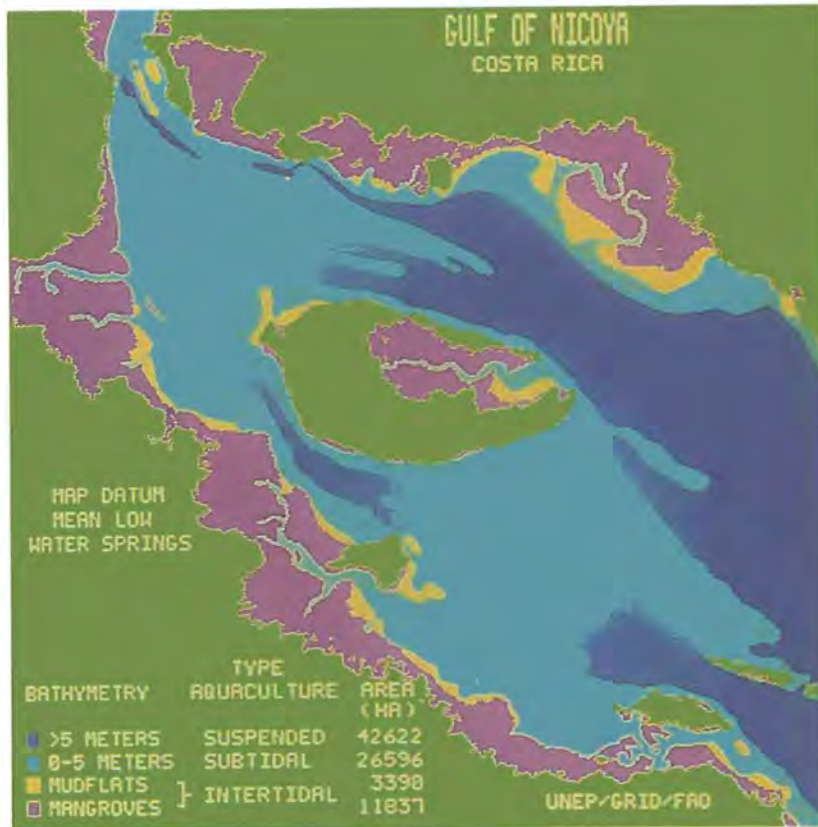 GULF OF NICOYA
COSTA RICA
MAP DATUM
MEAN LOW
WATER SPRINGS
BATHYMETRY TYPE AQUACULTURE AREA (HA)
>5 METERS SUSPENDED 42622
0-5 METERS SUBTIDAL 26596
MUDFLATS 3390
} INTERTIDAL
MANGROVES 11837
UNEP/GRID/FAO